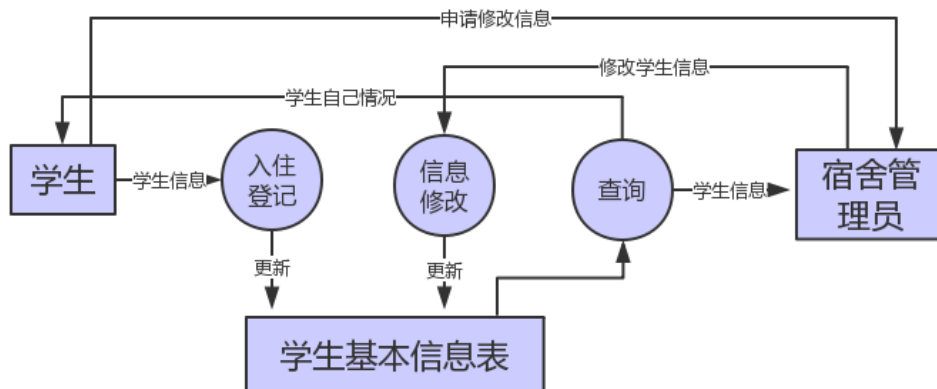 申请修改信息
修改学生信息
学生自己情况
学生
学生信息
入住
登记
信息
修改
查询
学生信息
宿舍管
理员
更新
更新
学生基本信息表